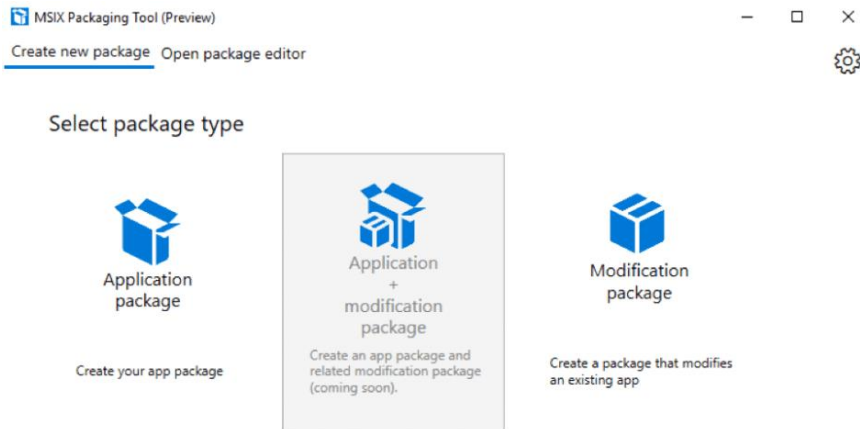 MSIX Packaging Tool (Preview)
Create new package Open package editor
Select package type
Application
package
Create your app package
Application
+
modification
package
Create an app package and
related modification package
(coming soon).
Modification
package
Create a package that modifies
an existing app